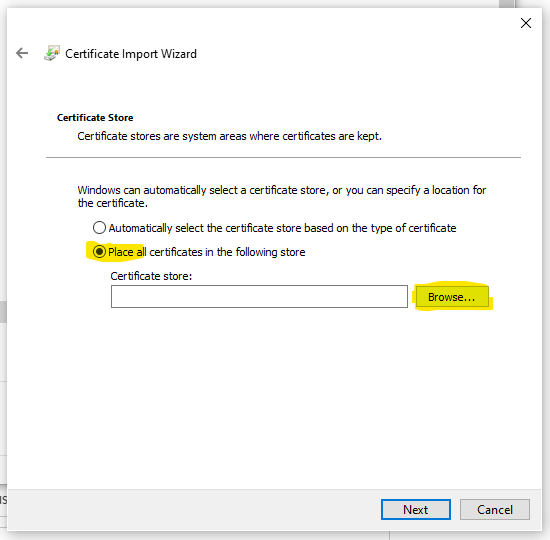 Certificate Import Wizard
Certificate Store
Certificate stores are system areas where certificates are kept.
Windows can automatically select a certificate store, or you can specify a location for
the certificate.
Automatically select the certificate store based on the type of certificate
Place all certificates in the following store
Certificate store:
Browse...
Next
Cancel